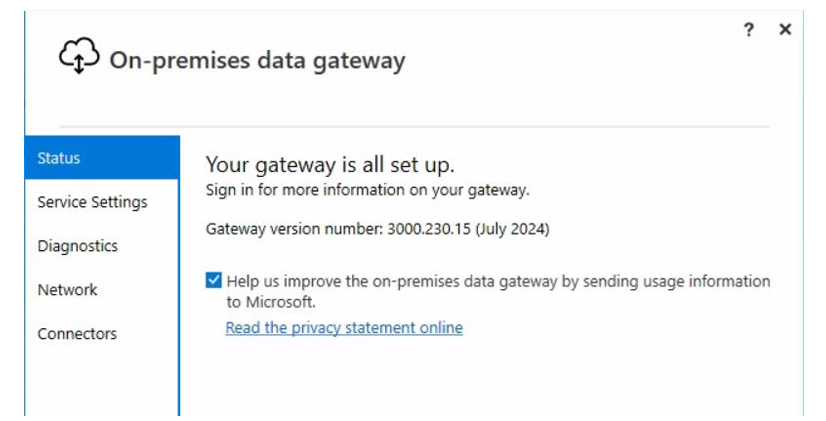 ? ×
On-premises data gateway
Status
Service Settings
Diagnostics
Network
Connectors
Your gateway is all set up.
Sign in for more information on your gateway.
Gateway version number: 3000.230.15 (July 2024)
Help us improve the on-premises data gateway by sending usage information
to Microsoft.
Read the privacy statement online